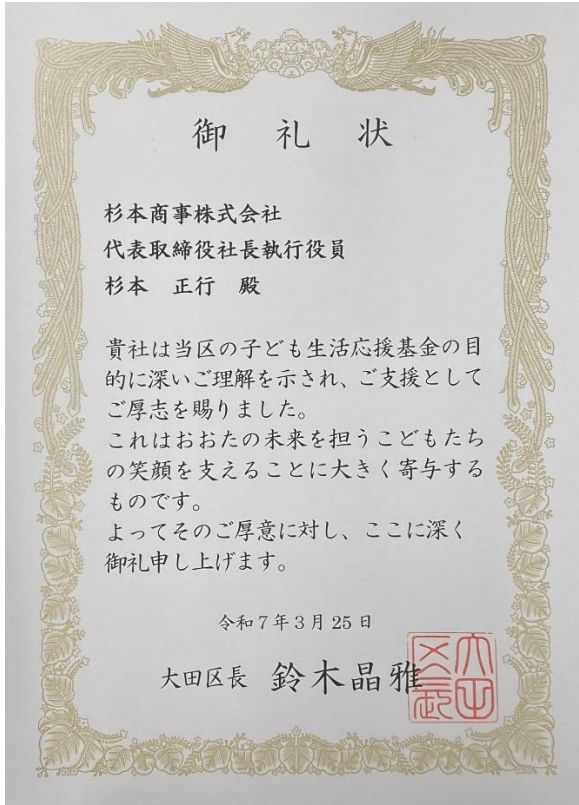 御礼状
杉本商事株式会社
代表取締役社長執行役員
杉本 正行 殿
貴社は当区の子ども生活応援基金の目
的に深いご理解を示され、ご支援として
ご厚志を賜りました。
これはおおたの未来を担うこどもたち
の笑顔を支えることに大きく寄与する
ものです。
よってそのご厚意に対し、ここに深く
御礼申し上げます。
令和7年3月25日
大田区長 鈴木晶雅
大田
区長